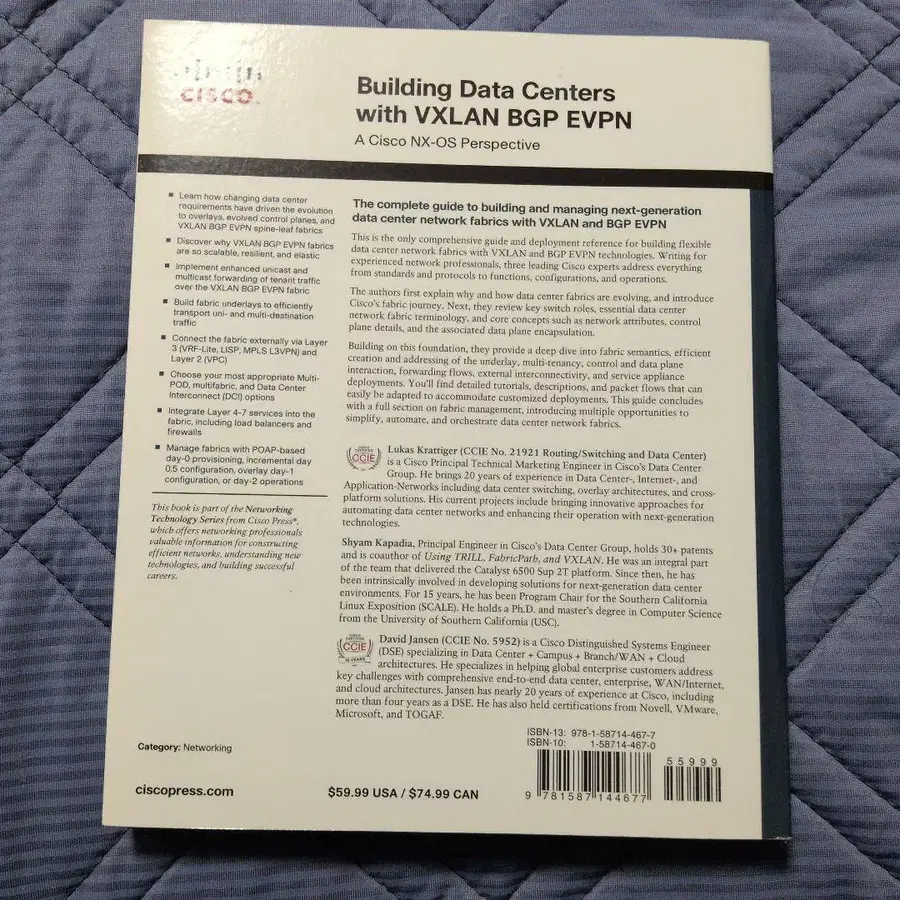 CISCO
Building Data Centers
with VXLAN BGP EVPN
A Cisco NX-OS Perspective
▪ Learn how changing data center
requirements have driven the evolution
to overlays, evolved control planes, and
VXLAN BGP EVPN spine-leaf fabrics
▪ Discover why VXLAN BGP EVPN fabrics
are so scalable, resilient, and elastic
▪ Implement enhanced unicast and
multicast forwarding of tenant traffic
over the VXLAN BGP EVPN fabric
▪ Build fabric underlays to efficiently
transport uni- and multi-destination
traffic
▪ Connect the fabric externally via Layer
3 (VRF-Lite, LISP, MPLS L3VPN) and
Layer 2 (VPC)
▪ Choose your most appropriate Multi-
POD, multifabric, and Data Center
Interconnect (DCI) options
▪ Integrate Layer 4-7 services into the
fabric, including load balancers and
firewalls
▪ Manage fabrics with POAP-based
day-0 provisioning, incremental day
0.5 configuration, overlay day-1
configuration, or day-2 operations
This book is part of the Networking
Technology Series from Cisco Press®,
which offers networking professionals
valuable information for constructing
efficient networks, understanding new
technologies, and building successful
careers.
The complete guide to building and managing next-generation
data center network fabrics with VXLAN and BGP EVPN
This is the only comprehensive guide and deployment reference for building flexible
data center network fabrics with VXLAN and BGP EVPN technologies. Writing for
experienced network professionals, three leading Cisco experts address everything
from standards and protocols to functions, configurations, and operations.
The authors first explain why and how data center fabrics are evolving, and introduce
Cisco's fabric journey. Next, they review key switch roles, essential data center
network fabric terminology, and core concepts such as network attributes, control
plane details, and the associated data plane encapsulation.
Building on this foundation, they provide a deep dive into fabric semantics, efficient
creation and addressing of the underlay, multi-tenancy, control and data plane
interaction, forwarding flows, external interconnectivity, and service appliance
deployments. You'll find detailed tutorials, descriptions, and packet flows that can
easily be adapted to accommodate customized deployments. This guide concludes
with a full section on fabric management, introducing multiple opportunities to
simplify, automate, and orchestrate data center network fabrics.
CCIE
Lukas Krattiger (CCIE No. 21921 Routing/Switching and Data Center)
is a Cisco Principal Technical Marketing Engineer in Cisco's Data Center
Group. He brings 20 years of experience in Data Center-, Internet-, and
Application-Networks including data center switching, overlay architectures, and cross-
platform solutions. His current projects include bringing innovative approaches for
automating data center networks and enhancing their operation with next-generation
technologies.
Shyam Kapadia, Principal Engineer in Cisco's Data Center Group, holds 30+ patents
and is coauthor of Using TRILL, FabricPath, and VXLAN. He was an integral part
of the team that delivered the Catalyst 6500 Sup 2T platform. Since then, he has
been intrinsically involved in developing solutions for next-generation data center
environments. For 15 years, he has been Program Chair for the Southern California
Linux Exposition (SCALE). He holds a Ph.D. and master's degree in Computer Science
from the University of Southern California (USC).
CCIE
David Jansen (CCIE No. 5952) is a Cisco Distinguished Systems Engineer
(DSE) specializing in Data Center + Campus + Branch/WAN + Cloud
architectures. He specializes in helping global enterprise customers address
key challenges with comprehensive end-to-end data center, enterprise, WAN/Internet,
and cloud architectures. Jansen has nearly 20 years of experience at Cisco, including
more than four years as a DSE. He has also held certifications from Novell, VMware,
Microsoft, and TOGAF.
Category: Networking
ciscopress.com
$59.99 USA / $74.99 CAN
ISBN-13: 978-1-58714-467-7
ISBN-10: 1-58714-467-0
55999
9 781587 144677